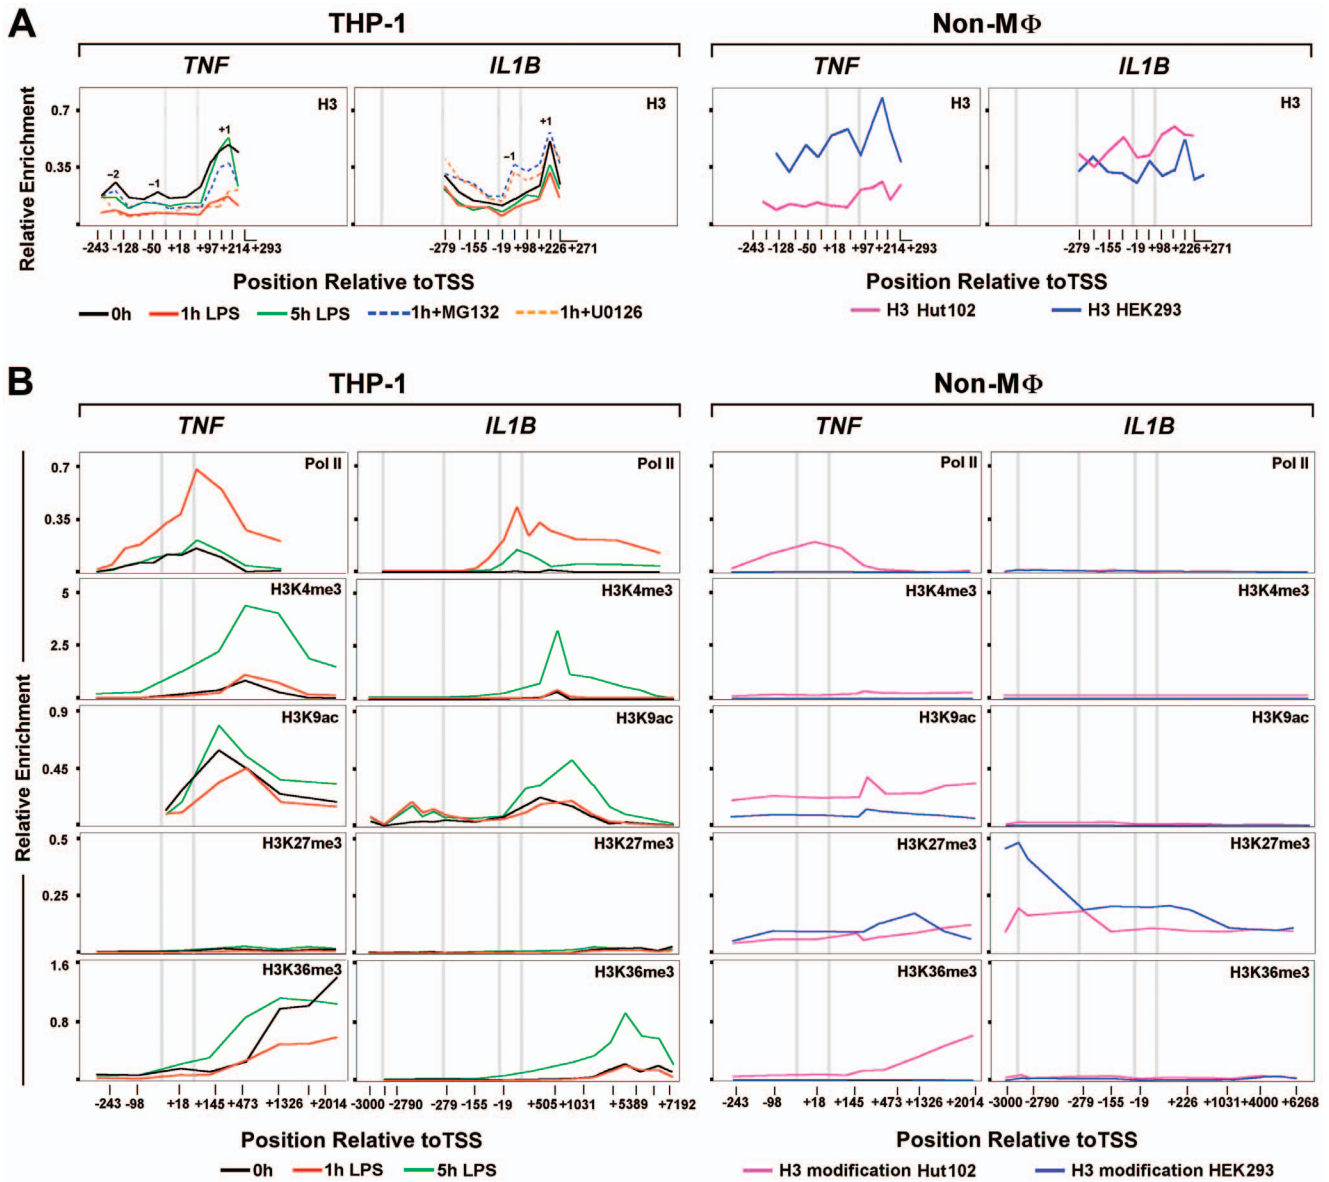 A
THP-1
Non-MΦ
TNF
IL1B
TNF
IL1B
Relative Enrichment
0.7
0.35
H3
-2
-1
+1
H3
-1
+1
H3
H3
-243 -128 -50 +18 +97 +214 +293
-279 -155 -19 +98 +226 +271
-243 -128 -50 +18 +97 +214 +293
-279 -155 -19 +98 +226 +271
Position Relative toTSS
Position Relative toTSS
0h 1h LPS 5h LPS 1h+MG132 1h+U0126
H3 Hut102 H3 HEK293
B
THP-1
Non-MΦ
TNF
IL1B
TNF
IL1B
Relative Enrichment
0.7
0.35
Pol II
Pol II
Pol II
Pol II
5
2.5
H3K4me3
H3K4me3
H3K4me3
H3K4me3
0.9
0.45
H3K9ac
H3K9ac
H3K9ac
H3K9ac
0.5
0.25
H3K27me3
H3K27me3
H3K27me3
H3K27me3
1.6
0.8
H3K36me3
H3K36me3
H3K36me3
H3K36me3
-243 -98 +18 +145 +473 +1326 +2014
-3000 -2790 -279 -155 -19 +505 +1031 +5389 +7192
-243 -98 +18 +145 +473 +1326 +2014
-3000 -2790 -279 -155 -19 +226 +1031 +4000 +6268
Position Relative toTSS
Position Relative toTSS
0h 1h LPS 5h LPS
H3 modification Hut102 H3 modification HEK293